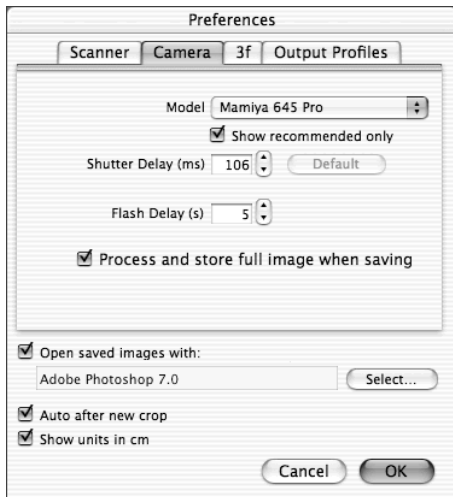 Preferences
Scanner Camera 3f Output Profiles
Model Mamiya 645 Pro
Show recommended only
Shutter Delay (ms) 106 Default
Flash Delay (s) 5
Process and store full image when saving
Open saved images with:
Adobe Photoshop 7.0 Select...
Auto after new crop
Show units in cm
Cancel OK